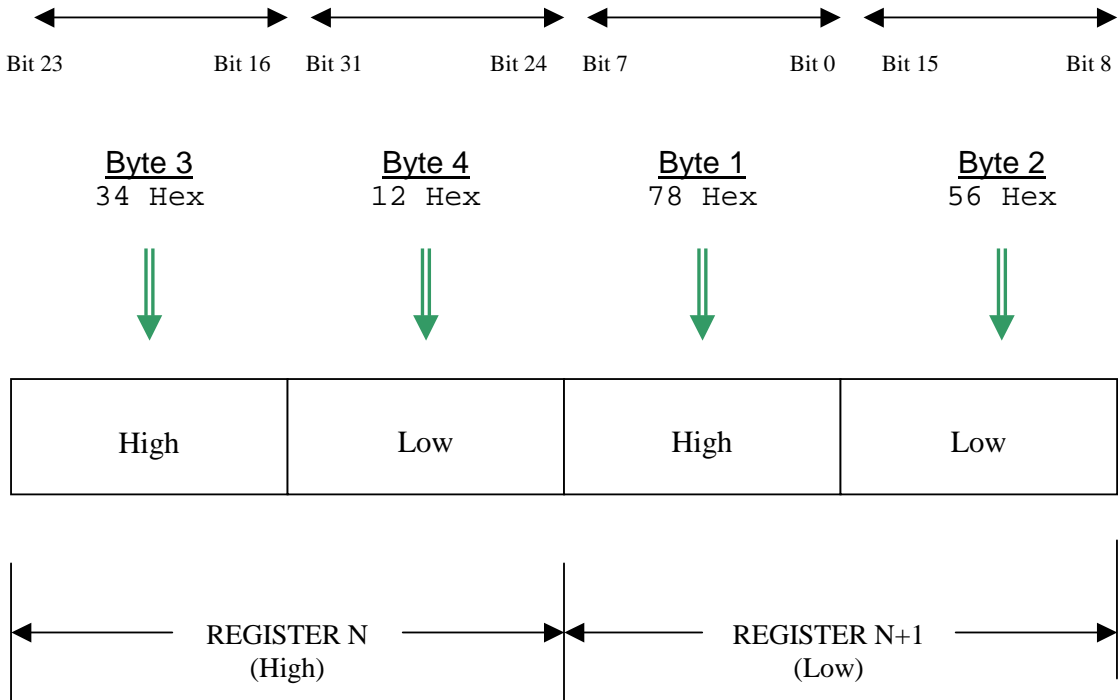 Bit 23 Bit 16 Bit 31 Bit 24 Bit 7 Bit 0 Bit 15 Bit 8
Byte 3 Byte 4 Byte 1 Byte 2
34 Hex 12 Hex 78 Hex 56 Hex
High Low High Low
REGISTER N REGISTER N+1
(High) (Low)